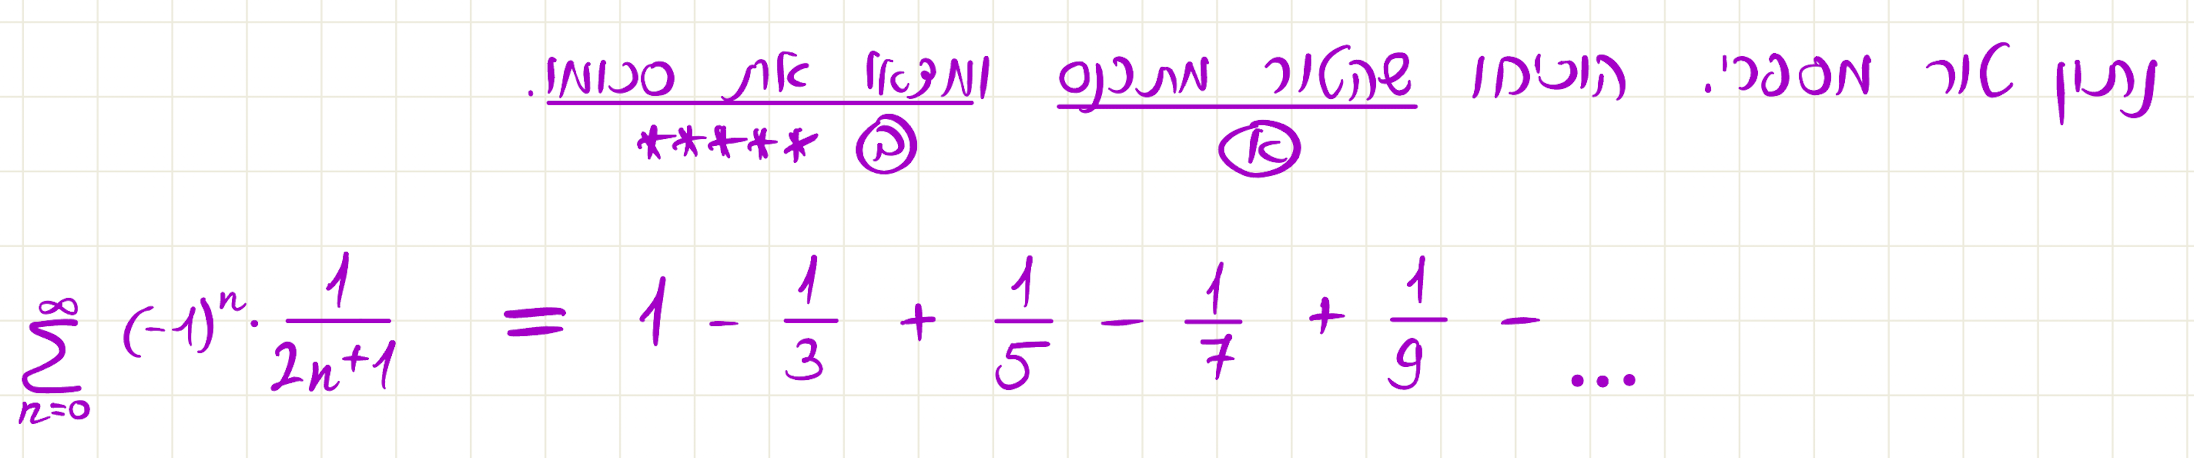 נתון טור מספרי. הוכיחו שהטור מתכנס ומצאו את סכומו.
א ב *****
\sum_{n=0}^{\infty} (-1)^n \cdot \frac{1}{2n+1} = 1 - \frac{1}{3} + \frac{1}{5} - \frac{1}{7} + \frac{1}{9} - ...